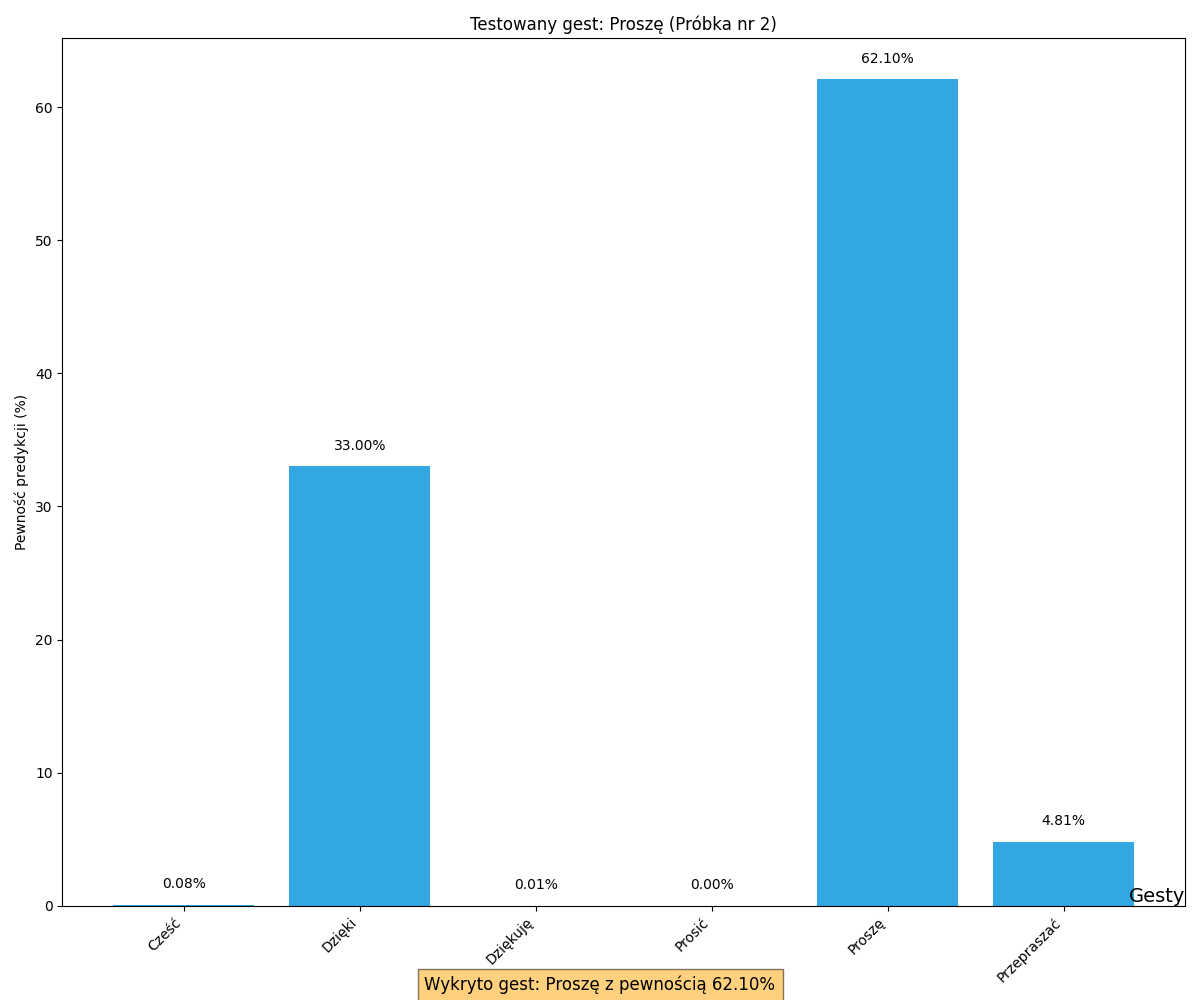 Testowany gest: Proszę (Próbka nr 2)
62.10%
60
50
40
Pewność predykcji (%)
33.00%
30
20
10
4.81%
0.08%
0.01%
0.00%
0
Gesty
Cześć
Dzięki
Dziękuję
Prosić
Proszę
Przepraszać
Wykryto gest: Proszę z pewnością 62.10%